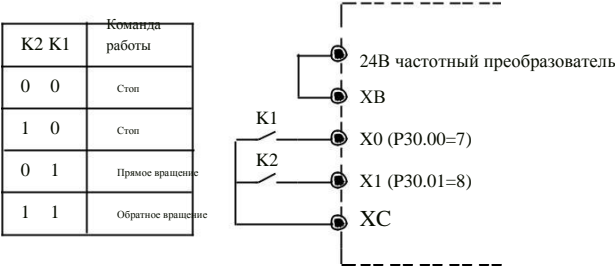 K2 K1 Команда работы
0 0 Стоп
1 0 Стоп
0 1 Прямое вращение
1 1 Обратное вращение
24В частотный преобразователь
XB
K1
X0 (P30.00=7)
K2
X1 (P30.01=8)
XC